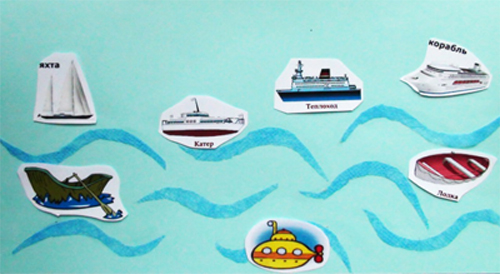 яхта
корабль
Теплоход
Катер
Лодка